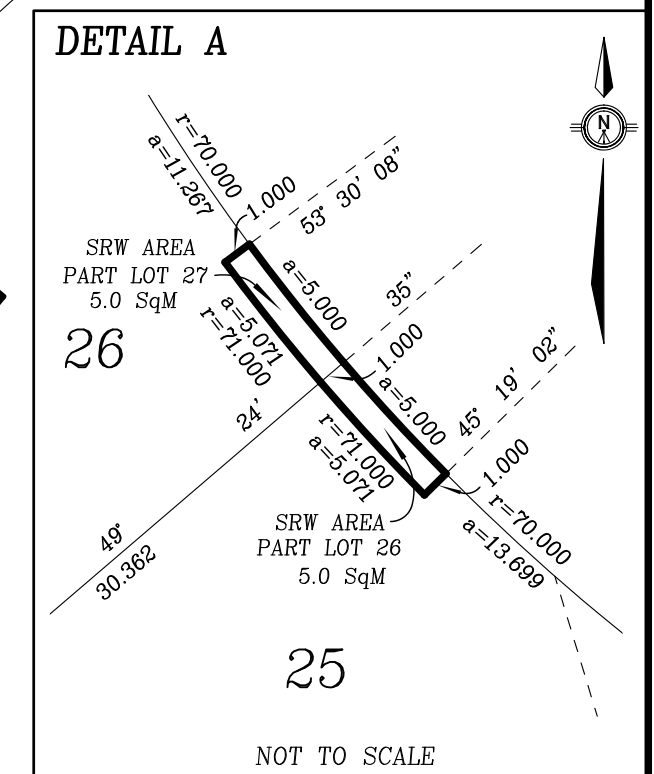 DETAIL A
N
r=70.000
a=11.267
1.000
53° 30' 08"
SRW AREA
PART LOT 27
5.0 SqM
a=5.000
35"
a=5.071
r=71.000
26
1.000
a=5.000
45° 19' 02"
24'
r=71.000
a=5.071
1.000
r=70.000
a=13.699
SRW AREA
PART LOT 26
5.0 SqM
49°
30.362
25
NOT TO SCALE